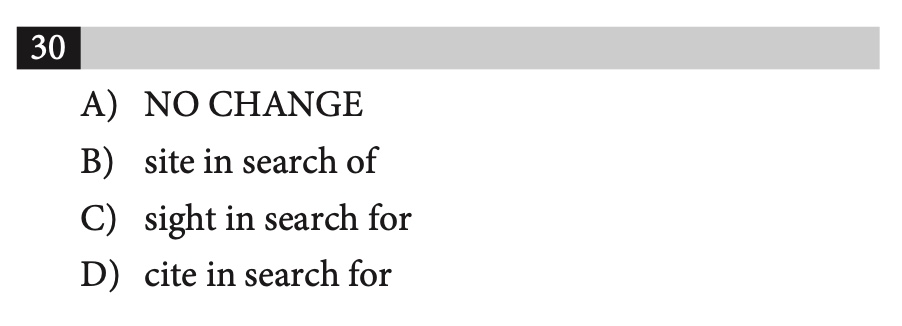 30
A) NO CHANGE
B) site in search of
C) sight in search for
D) cite in search for